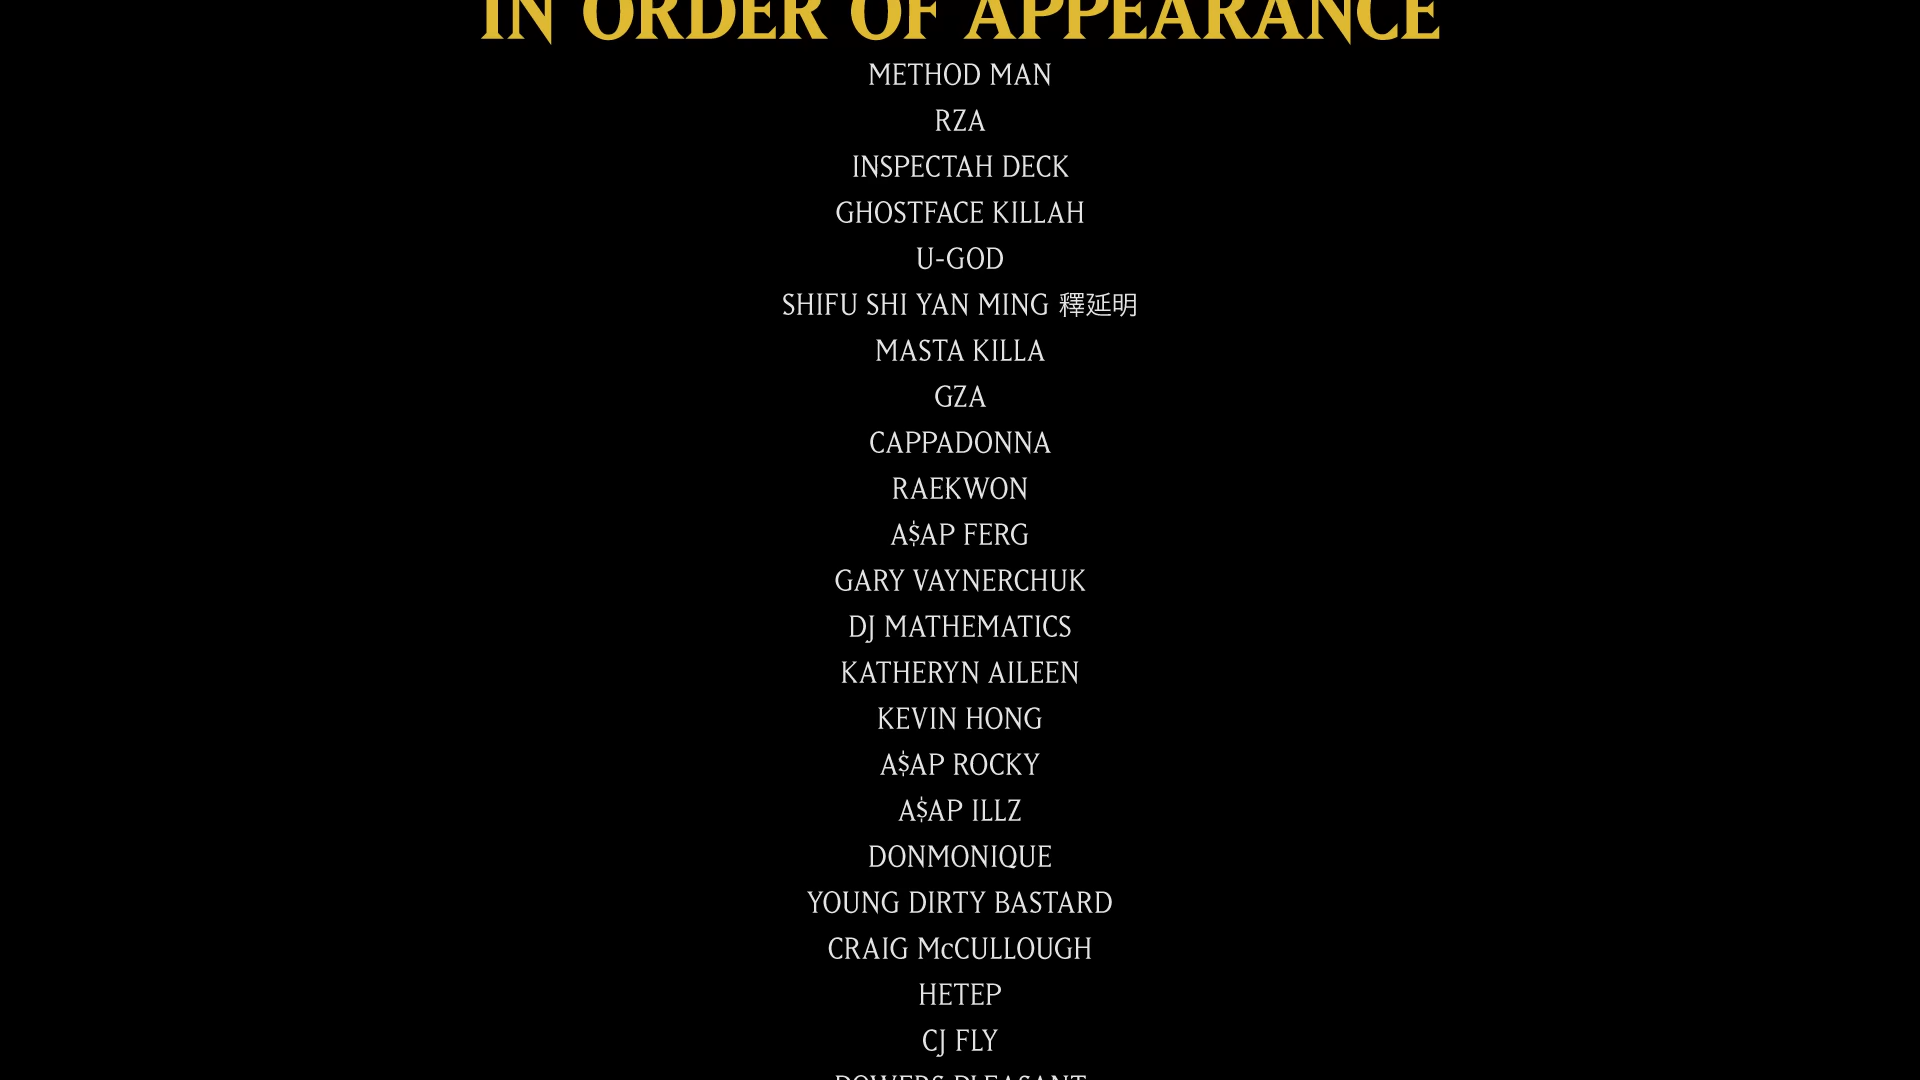 IN ORDER OF APPEARANCE
METHOD MAN
RZA
INSPECTAH DECK
GHOSTFACE KILLAH
U-GOD
SHIFU SHI YAN MING 釋延明
MASTA KILLA
GZA
CAPPADONNA
RAEKWON
A$AP FERG
GARY VAYNERCHUK
DJ MATHEMATICS
KATHERYN AILEEN
KEVIN HONG
A$AP ROCKY
A$AP ILLZ
DONMONIQUE
YOUNG DIRTY BASTARD
CRAIG McCULLOUGH
HETEP
CJ FLY
POWERS PLEASANT